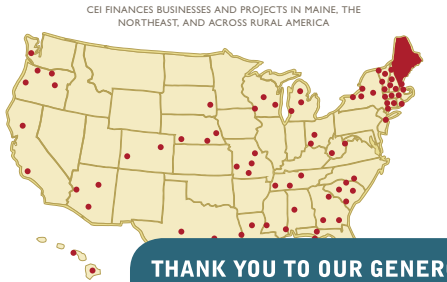 CEI FINANCES BUSINESSES AND PROJECTS IN MAINE, THE
NORTHEAST, AND ACROSS RURAL AMERICA
THANK YOU TO OUR GENER